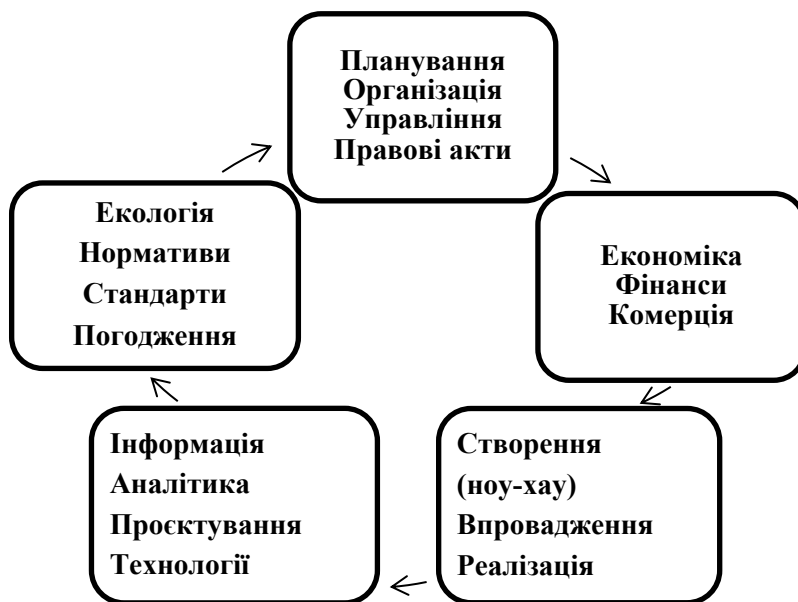 Планування
Організація
Управління
Правові акти
Економіка
Фінанси
Комерція
Створення
(ноу-хау)
Впровадження
Реалізація
Інформація
Аналітика
Проєктування
Технології
Екологія
Нормативи
Стандарти
Погодження